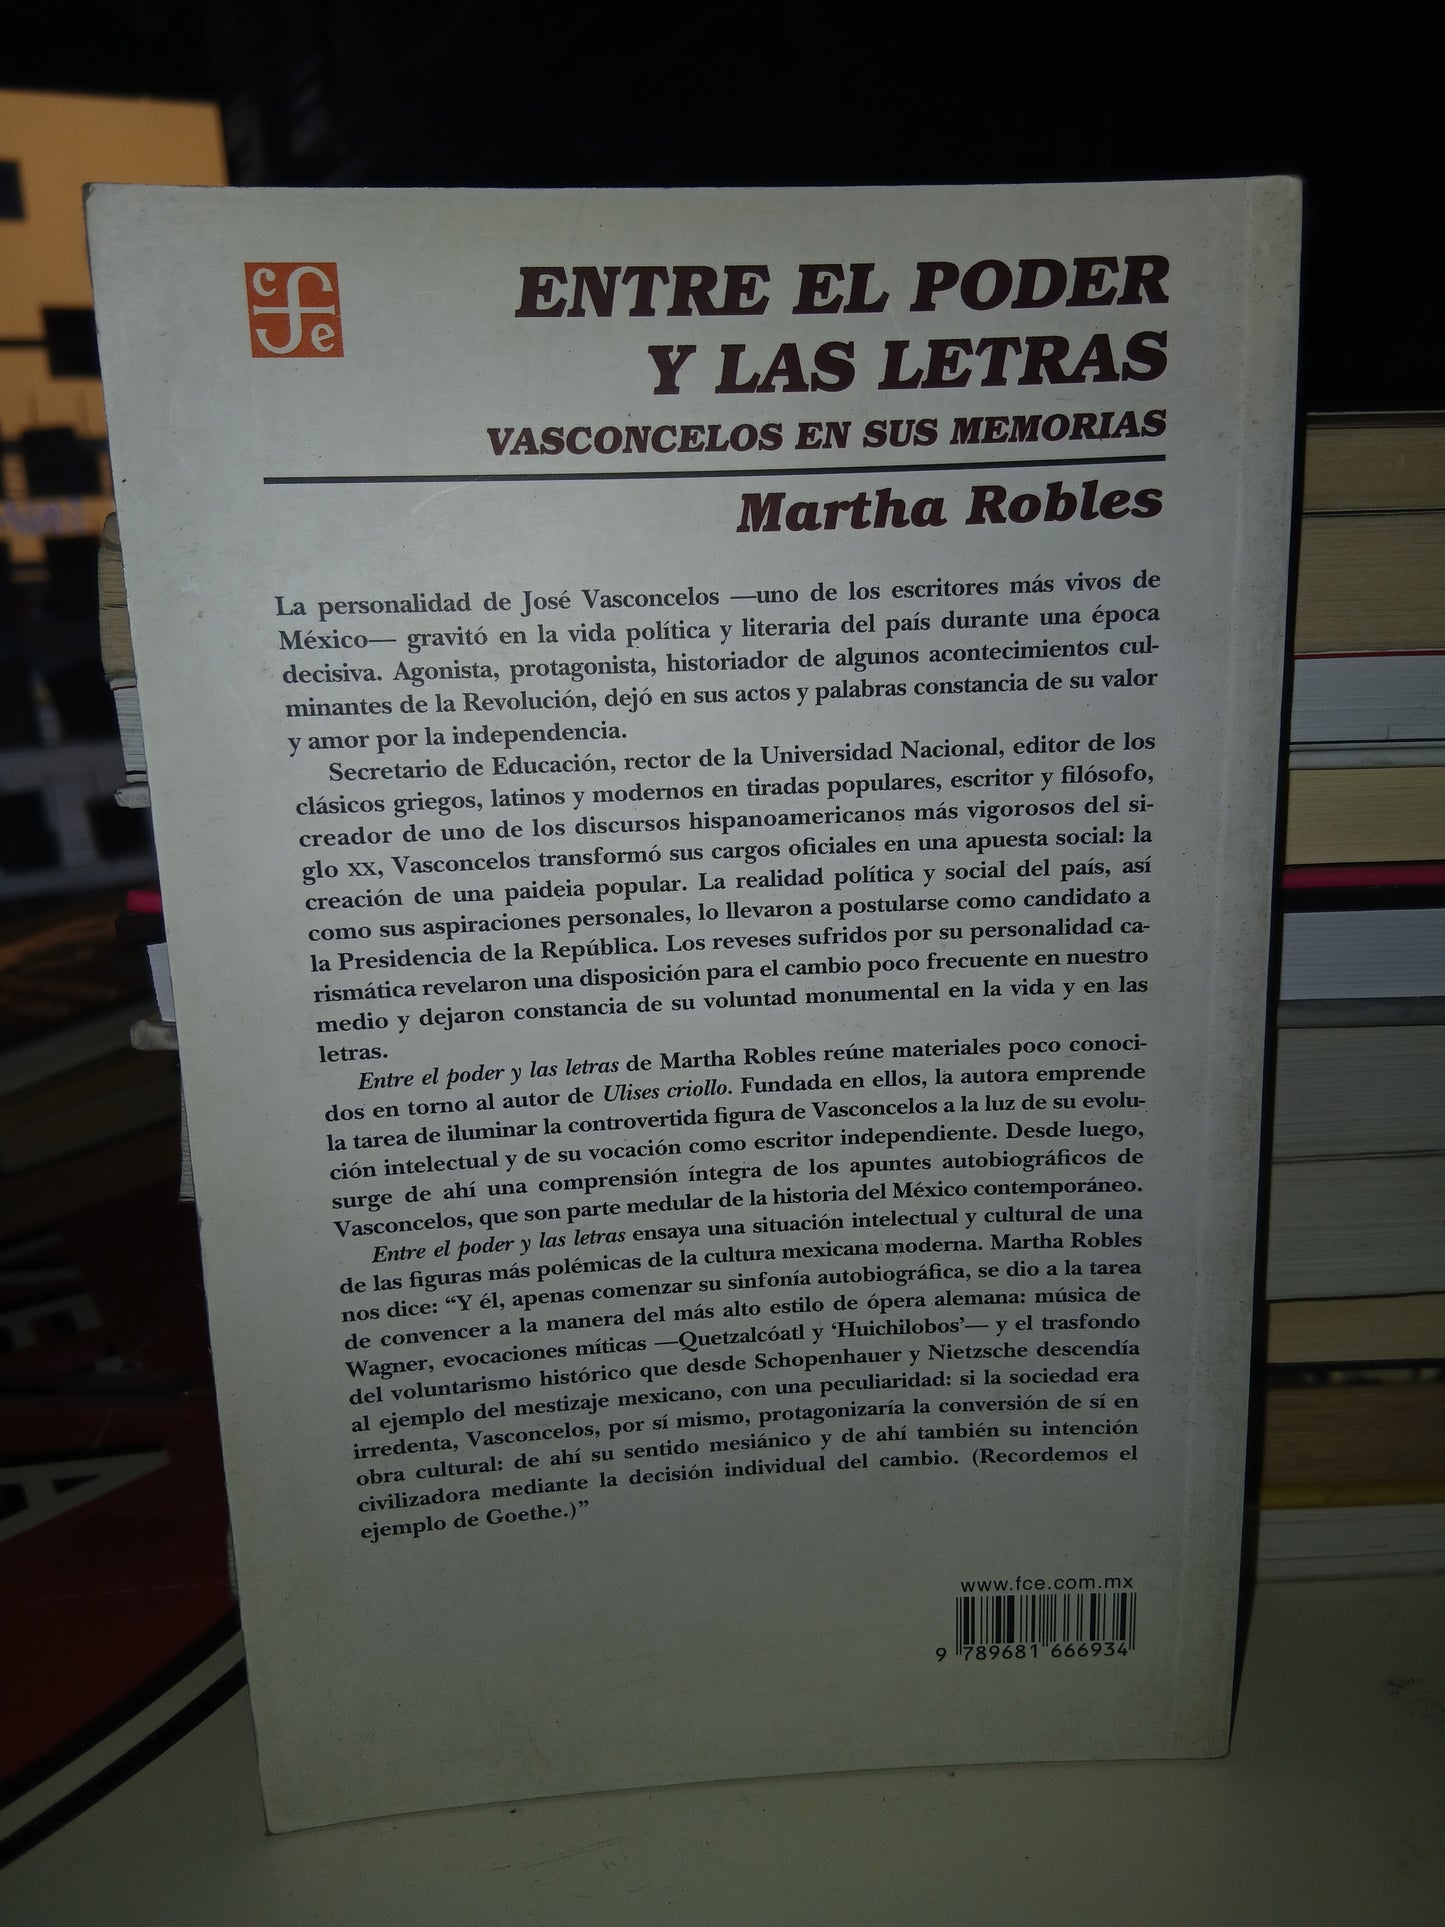 cfe
ENTRE EL PODER
Y LAS LETRAS
VASCONCELOS EN SUS MEMORIAS
Martha Robles
La personalidad de José Vasconcelos —uno de los escritores más vivos de
México— gravitó en la vida política y literaria del país durante una época
decisiva. Agonista, protagonista, historiador de algunos acontecimientos cul-
minantes de la Revolución, dejó en sus actos y palabras constancia de su valor
y amor por la independencia.
Secretario de Educación, rector de la Universidad Nacional, editor de los
clásicos griegos, latinos y modernos en tiradas populares, escritor y filósofo,
creador de uno de los discursos hispanoamericanos más vigorosos del si-
glo XX, Vasconcelos transformó sus cargos oficiales en una apuesta social: la
creación de una paideia popular. La realidad política y social del país, así
como sus aspiraciones personales, lo llevaron a postularse como candidato a
la Presidencia de la República. Los reveses sufridos por su personalidad ca-
rismática revelaron una disposición para el cambio poco frecuente en nuestro
medio y dejaron constancia de su voluntad monumental en la vida y en las
letras.
Entre el poder y las letras de Martha Robles reúne materiales poco conoci-
dos en torno al autor de Ulises criollo. Fundada en ellos, la autora emprende
la tarea de iluminar la controvertida figura de Vasconcelos a la luz de su evolu-
ción intelectual y de su vocación como escritor independiente. Desde luego,
surge de ahí una comprensión íntegra de los apuntes autobiográficos de
Vasconcelos, que son parte medular de la historia del México contemporáneo.
Entre el poder y las letras ensaya una situación intelectual y cultural de una
de las figuras más polémicas de la cultura mexicana moderna. Martha Robles
nos dice: “Y él, apenas comenzar su sinfonía autobiográfica, se dio a la tarea
de convencer a la manera del más alto estilo de ópera alemana: música de
Wagner, evocaciones míticas —Quetzalcóatl y ‘Huichilobos’— y el trasfondo
del voluntarismo histórico que desde Schopenhauer y Nietzsche descendía
al ejemplo del mestizaje mexicano, con una peculiaridad: si la sociedad era
irredenta, Vasconcelos, por sí mismo, protagonizaría la conversión de sí en
obra cultural: de ahí su sentido mesiánico y de ahí también su intención
civilizadora mediante la decisión individual del cambio. (Recordemos el
ejemplo de Goethe.)”
www.fce.com.mx
9 789681 666934